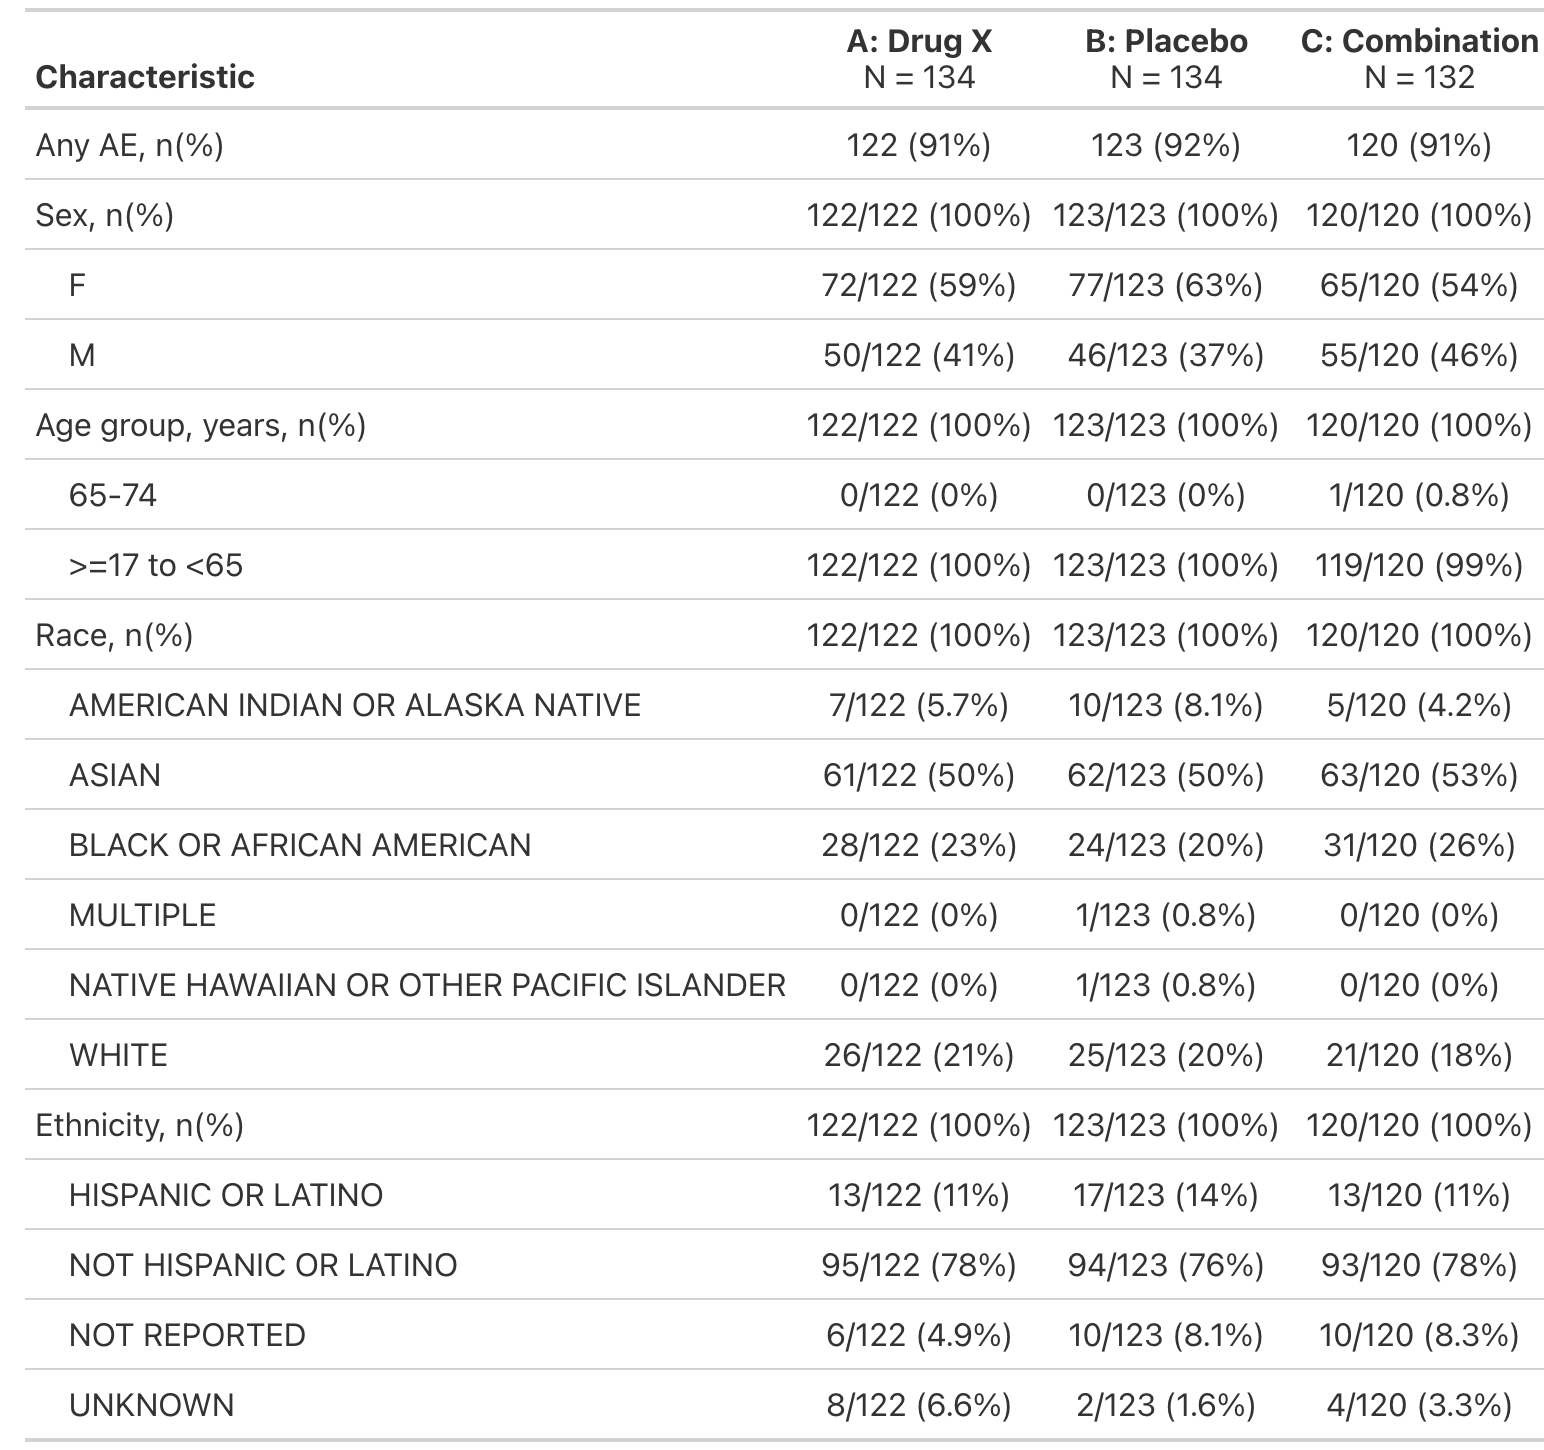 Characteristic A: Drug X B: Placebo C: Combination
N = 134 N = 134 N = 132
Any AE, n(%) 122 (91%) 123 (92%) 120 (91%)
Sex, n(%) 122/122 (100%) 123/123 (100%) 120/120 (100%)
F 72/122 (59%) 77/123 (63%) 65/120 (54%)
M 50/122 (41%) 46/123 (37%) 55/120 (46%)
Age group, years, n(%) 122/122 (100%) 123/123 (100%) 120/120 (100%)
65-74 0/122 (0%) 0/123 (0%) 1/120 (0.8%)
>=17 to <65 122/122 (100%) 123/123 (100%) 119/120 (99%)
Race, n(%) 122/122 (100%) 123/123 (100%) 120/120 (100%)
AMERICAN INDIAN OR ALASKA NATIVE 7/122 (5.7%) 10/123 (8.1%) 5/120 (4.2%)
ASIAN 61/122 (50%) 62/123 (50%) 63/120 (53%)
BLACK OR AFRICAN AMERICAN 28/122 (23%) 24/123 (20%) 31/120 (26%)
MULTIPLE 0/122 (0%) 1/123 (0.8%) 0/120 (0%)
NATIVE HAWAIIAN OR OTHER PACIFIC ISLANDER 0/122 (0%) 1/123 (0.8%) 0/120 (0%)
WHITE 26/122 (21%) 25/123 (20%) 21/120 (18%)
Ethnicity, n(%) 122/122 (100%) 123/123 (100%) 120/120 (100%)
HISPANIC OR LATINO 13/122 (11%) 17/123 (14%) 13/120 (11%)
NOT HISPANIC OR LATINO 95/122 (78%) 94/123 (76%) 93/120 (78%)
NOT REPORTED 6/122 (4.9%) 10/123 (8.1%) 10/120 (8.3%)
UNKNOWN 8/122 (6.6%) 2/123 (1.6%) 4/120 (3.3%)